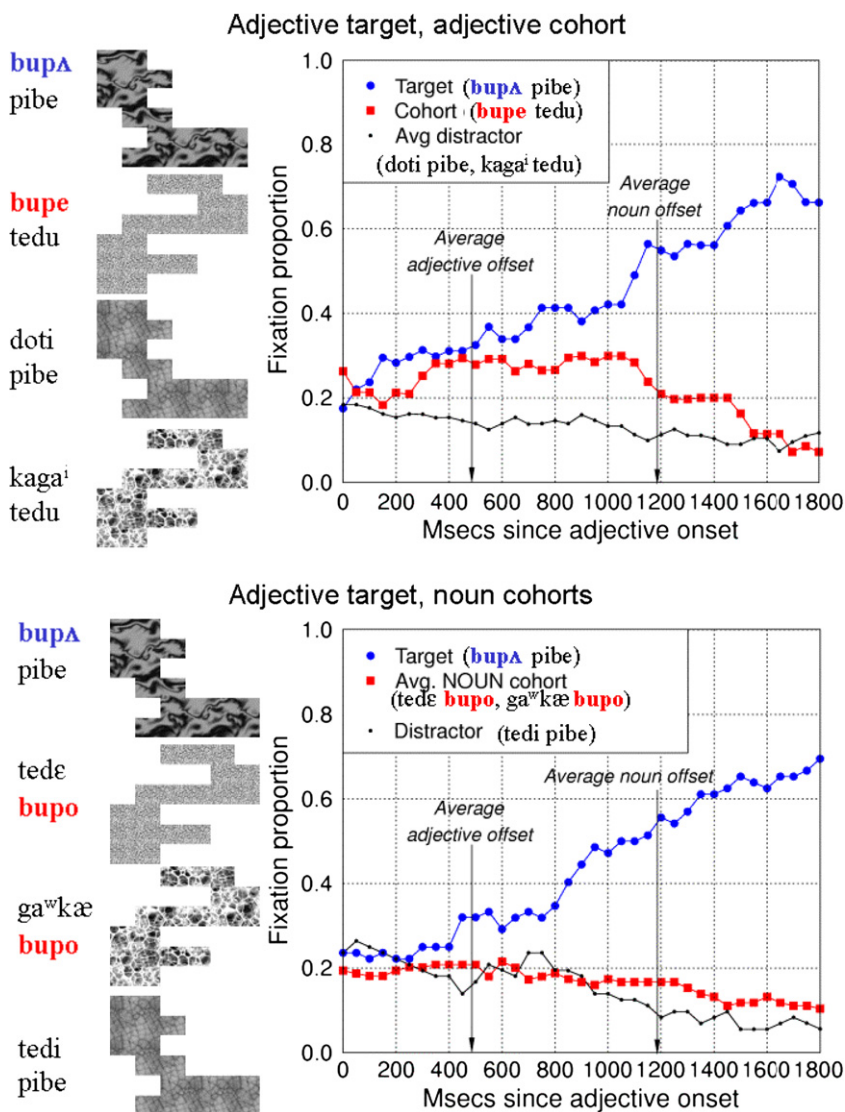 Adjective target, adjective cohort
bupʌ
pibe
bupe
tedu
doti
pibe
kagaⁱ
tedu
Fixation proportion
1.0
0.8
0.6
0.4
0.2
0.0
Target (bupʌ pibe)
Cohort (bupe tedu)
Avg distractor
(doti pibe, kagaⁱ tedu)
Average
adjective offset
Average
noun offset
0 200 400 600 800 1000 1200 1400 1600 1800
Msecs since adjective onset
Adjective target, noun cohorts
bupʌ
pibe
tedɛ
bupo
gaʷkæ
bupo
tedi
pibe
Fixation proportion
1.0
0.8
0.6
0.4
0.2
0.0
Target (bupʌ pibe)
Avg. NOUN cohort
(tedɛ bupo, gaʷkæ bupo)
Distractor (tedi pibe)
Average
adjective offset
Average noun offset
0 200 400 600 800 1000 1200 1400 1600 1800
Msecs since adjective onset